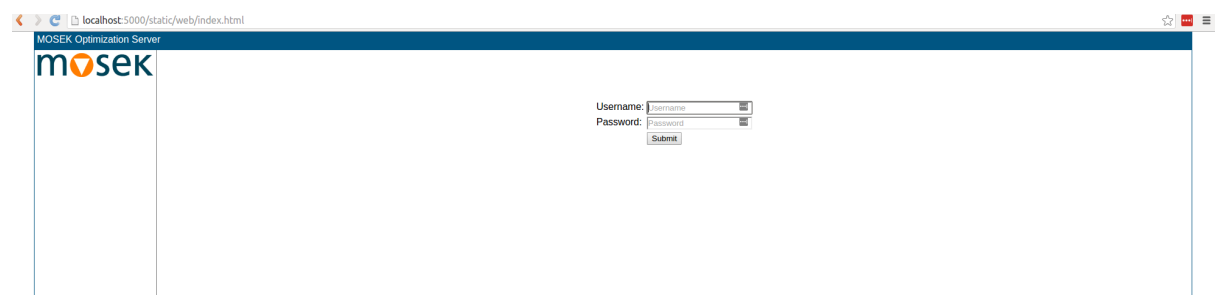 localhost:5000/static/web/index.html
MOSEK Optimization Server
mosek
Username: Username
Password: Password
Submit